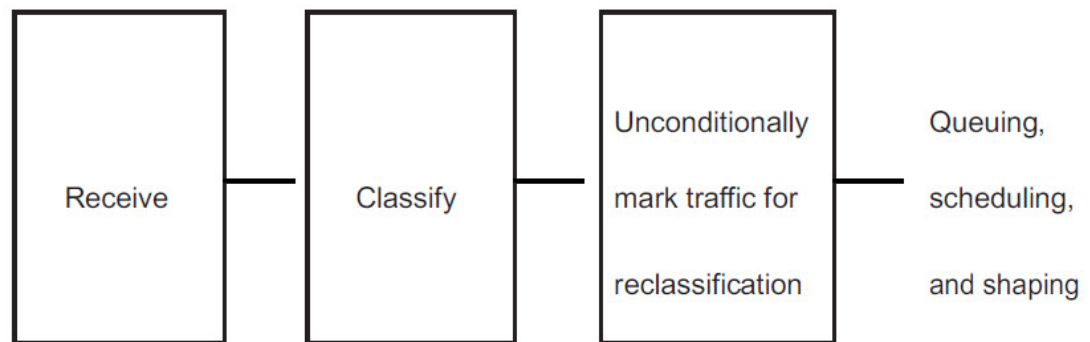 Receive
Classify
Unconditionally
mark traffic for
reclassification
Queuing,
scheduling,
and shaping